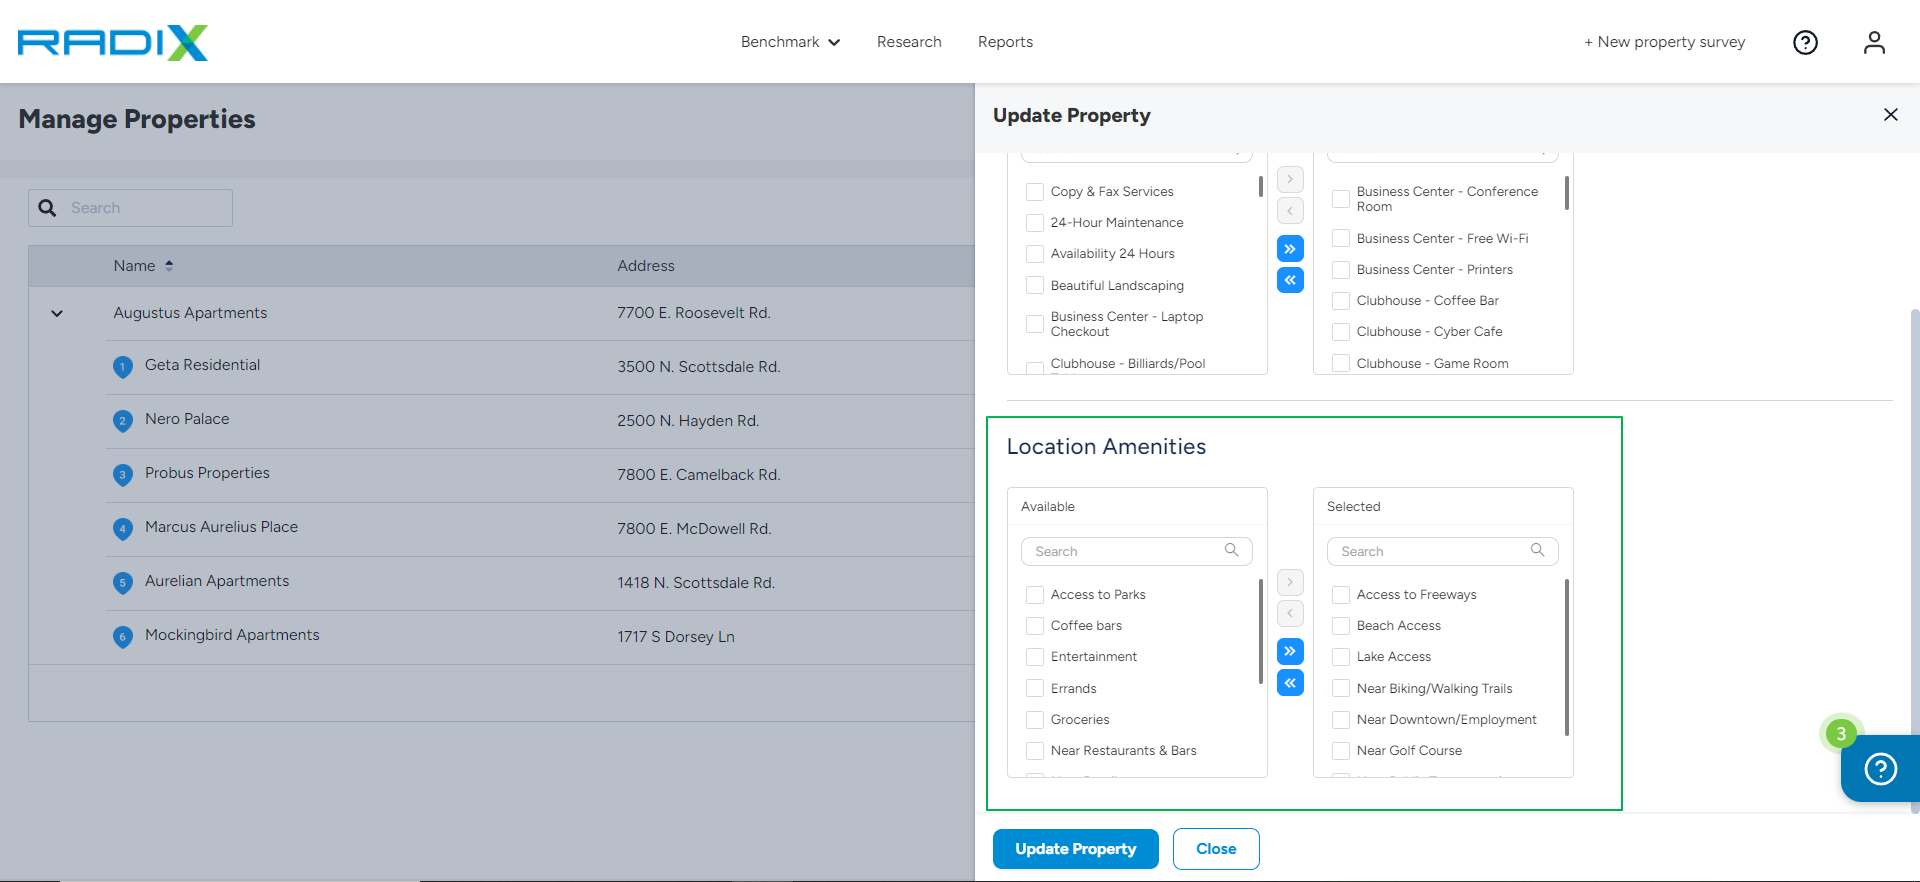 RADIX
Benchmark
Research
Reports
+ New property survey
Manage Properties
Search
Name
Address
Augustus Apartments
7700 E. Roosevelt Rd.
1
Geta Residential
3500 N. Scottsdale Rd.
2
Nero Palace
2500 N. Hayden Rd.
3
Probus Properties
7800 E. Camelback Rd.
4
Marcus Aurelius Place
7800 E. McDowell Rd.
5
Aurelian Apartments
1418 N. Scottsdale Rd.
6
Mockingbird Apartments
1717 S Dorsey Ln
Update Property
Copy & Fax Services
24-Hour Maintenance
Availability 24 Hours
Beautiful Landscaping
Business Center - Laptop
Checkout
Clubhouse - Billiards/Pool
Business Center - Conference
Room
Business Center - Free Wi-Fi
Business Center - Printers
Clubhouse - Coffee Bar
Clubhouse - Cyber Cafe
Clubhouse - Game Room
Location Amenities
Available
Search
Access to Parks
Coffee bars
Entertainment
Errands
Groceries
Near Restaurants & Bars
Selected
Search
Access to Freeways
Beach Access
Lake Access
Near Biking/Walking Trails
Near Downtown/Employment
Near Golf Course
3
Update Property
Close